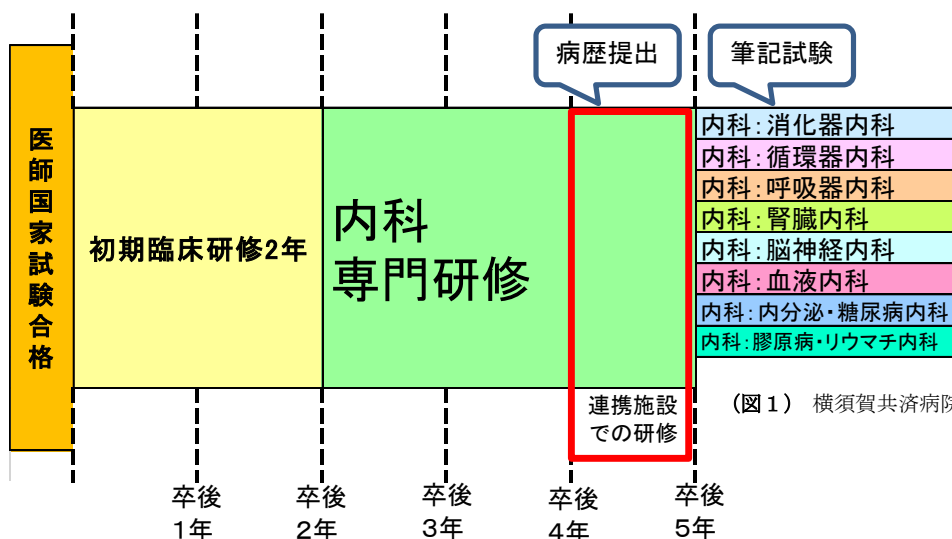 病歴提出
筆記試験
医師国家試験合格
初期臨床研修2年
内科
専門研修
内科：消化器内科
内科：循環器内科
内科：呼吸器内科
内科：腎臓内科
内科：脳神経内科
内科：血液内科
内科：内分泌・糖尿病内科
内科：膠原病・リウマチ内科
連携施設
での研修
（図１） 横須賀共済病院
卒後
1年
卒後
2年
卒後
3年
卒後
4年
卒後
5年